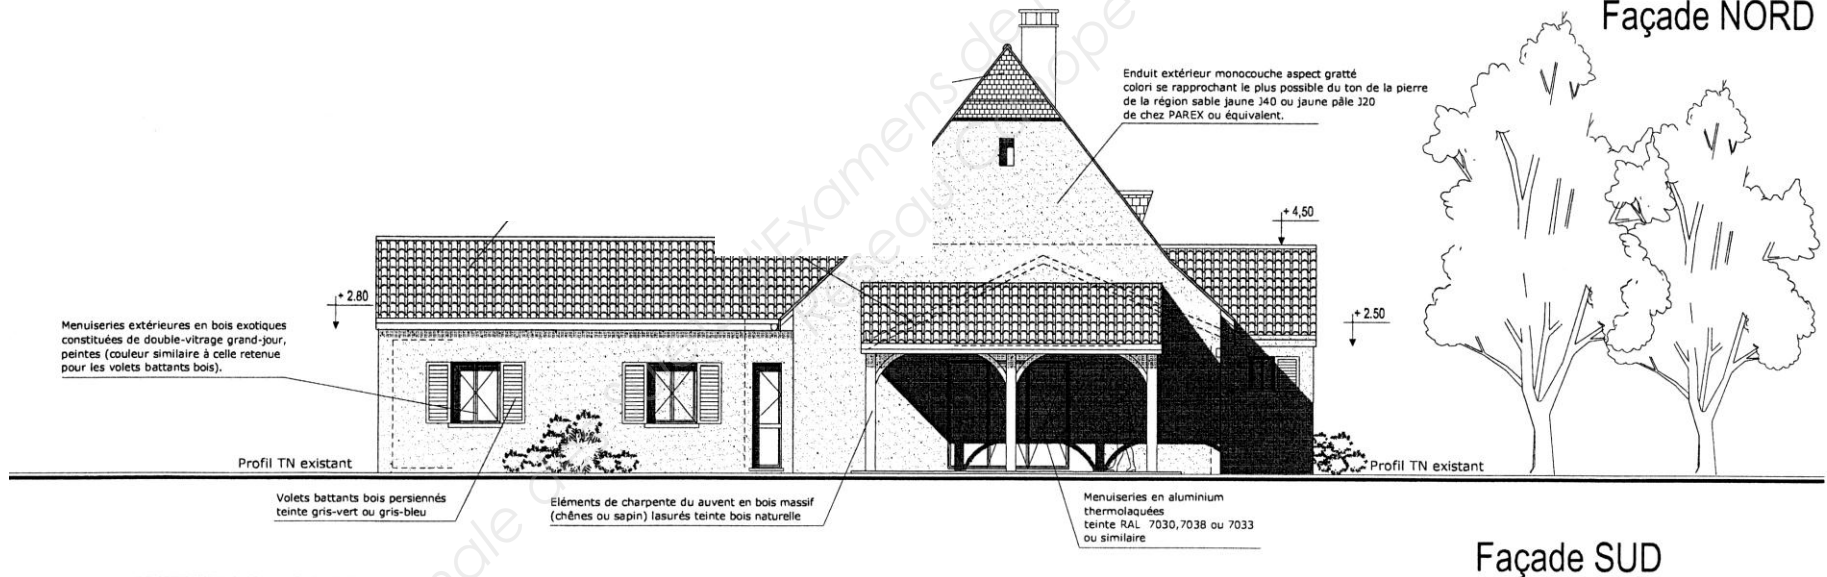 Façade NORD
Enduit extérieur monocouche aspect gratté
colori se rapprochant le plus possible du ton de la pierre
de la région sable jaune J40 ou jaune pâle J20
de chez PAREX ou équivalent.
+ 4,50
+ 2.80
+ 2.50
Menuiseries extérieures en bois exotiques
constituées de double-vitrage grand-jour,
peintes (couleur similaire à celle retenue
pour les volets battants bois).
Profil TN existant
Profil TN existant
Volets battants bois persiennés
teinte gris-vert ou gris-bleu
Eléments de charpente du auvent en bois massif
(chênes ou sapin) lasurés teinte bois naturelle
Menuiseries en aluminium
thermolaquées
teinte RAL 7030,7038 ou 7033
ou similaire
Façade SUD